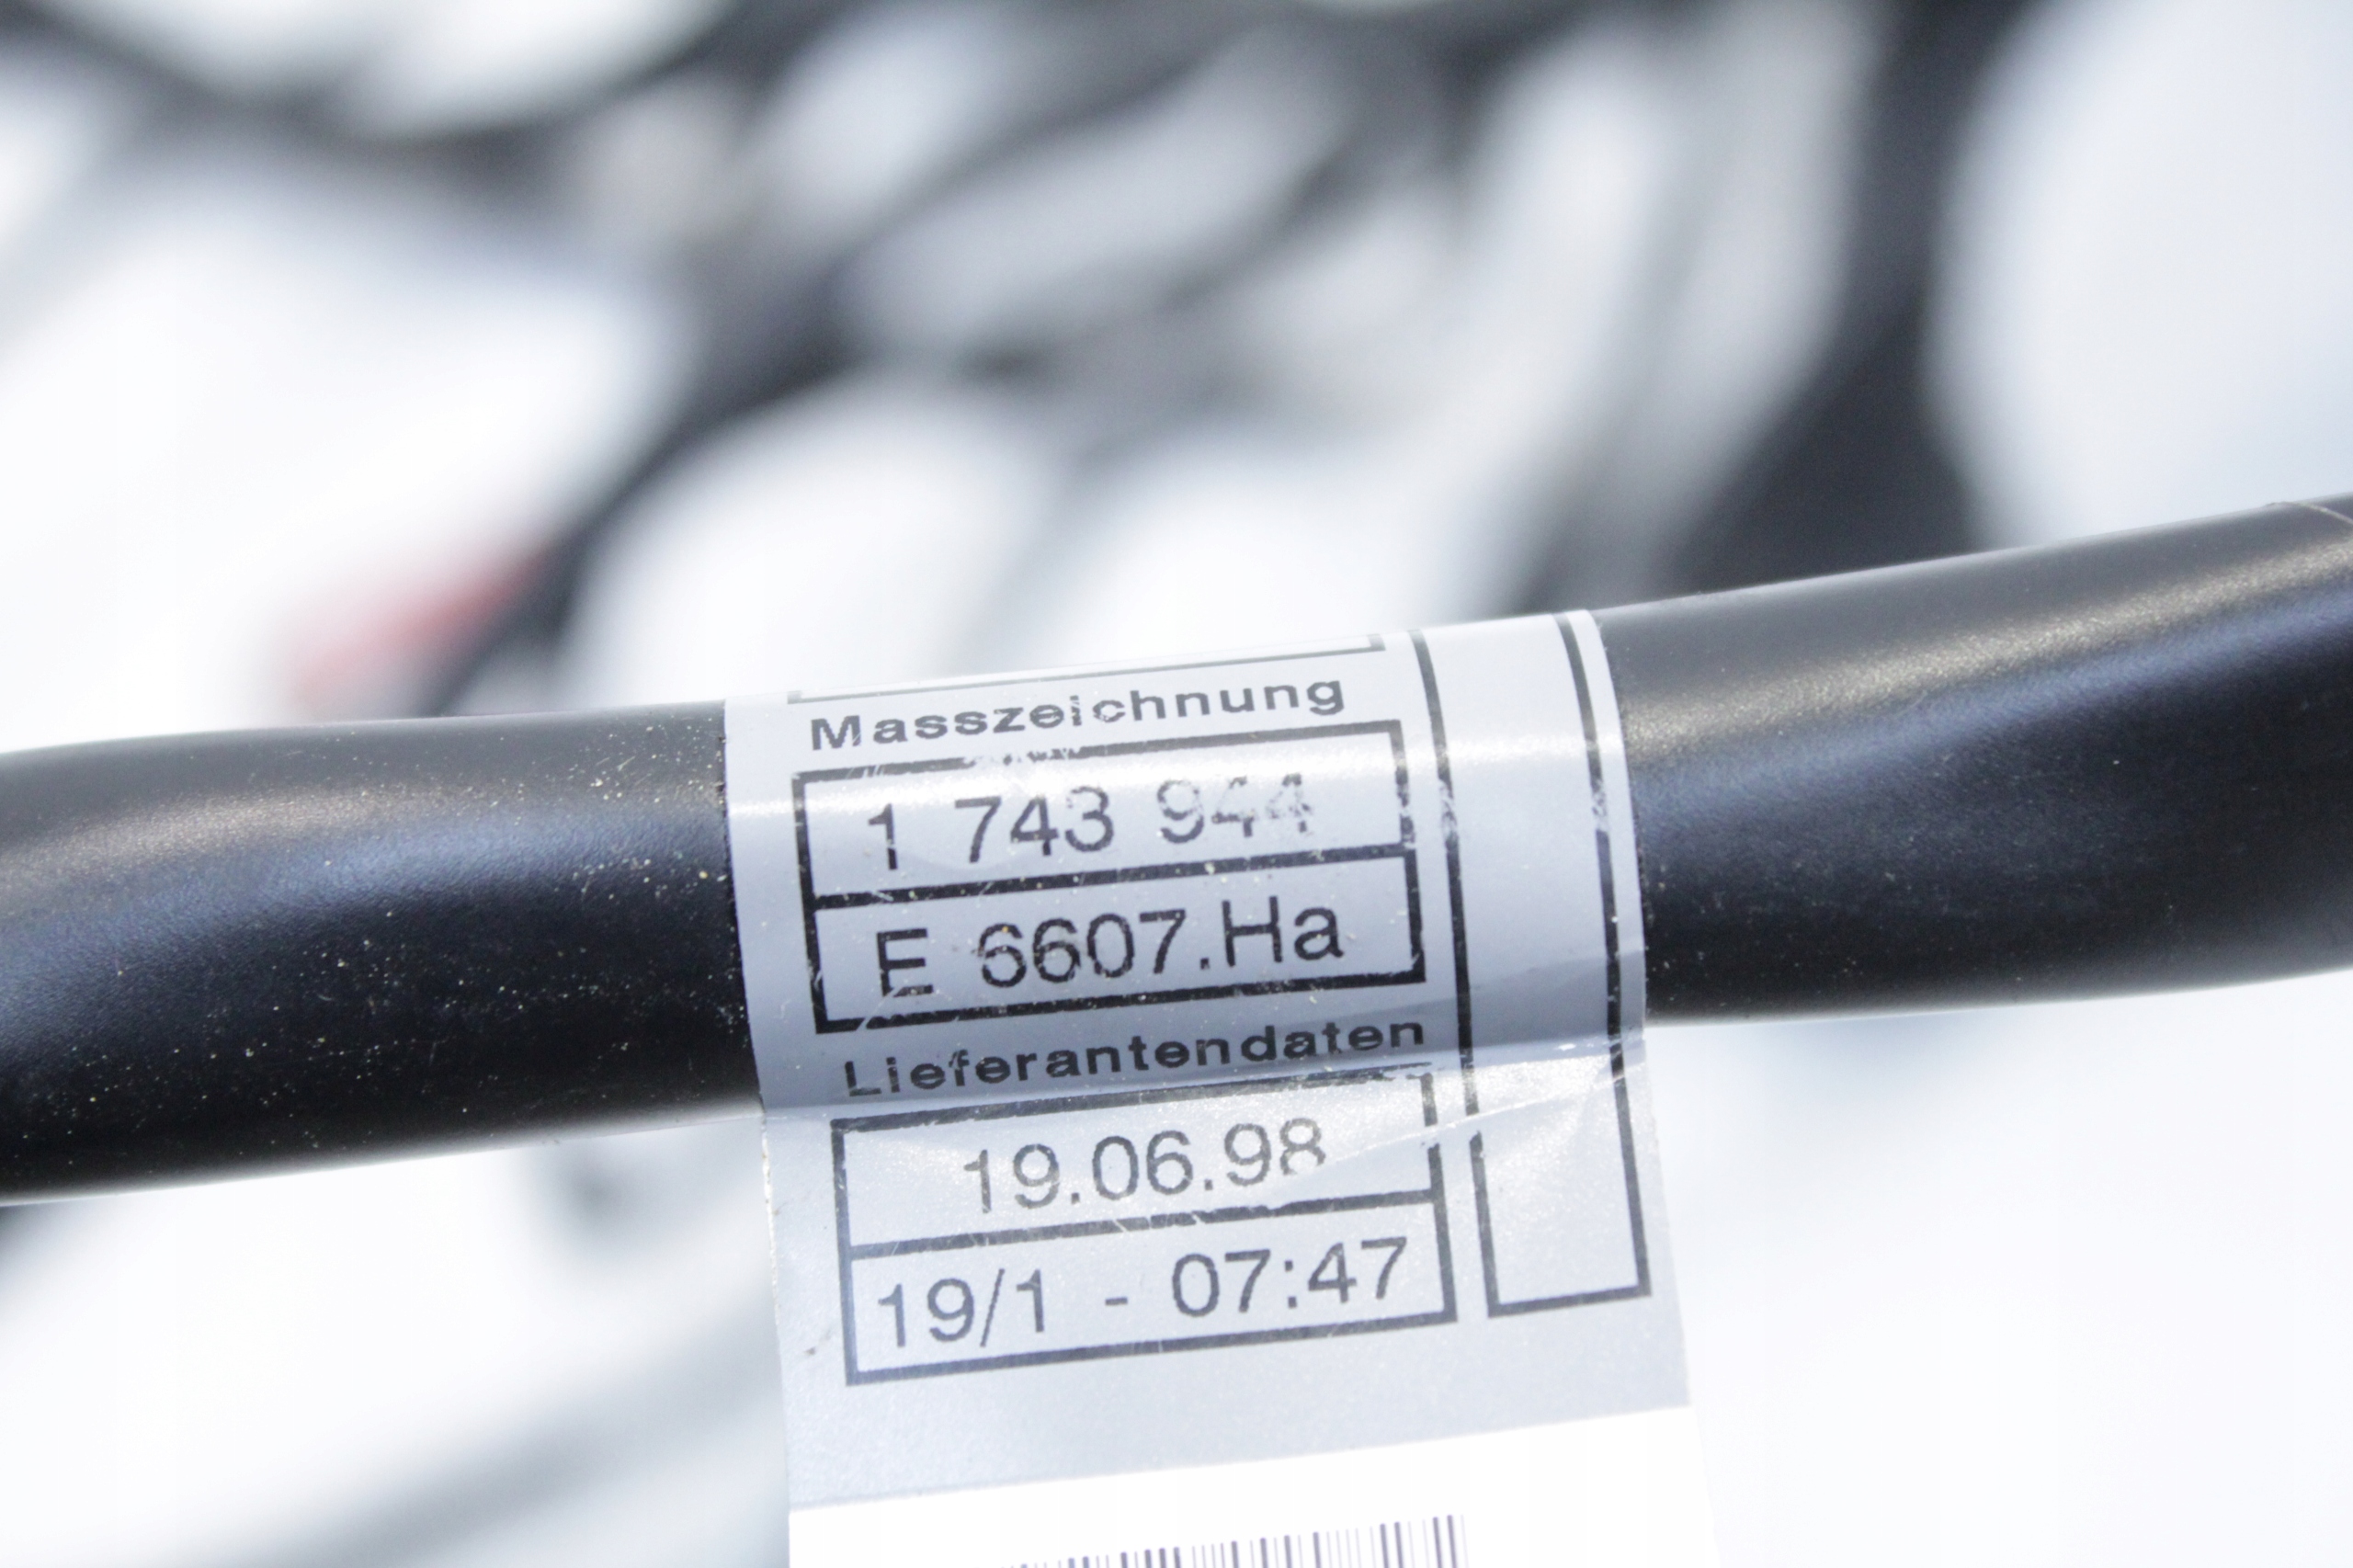 Masszeichnung
1 743 944
E 6607.Ha
Lieferantendaten
19.06.98
19/1 - 07:47